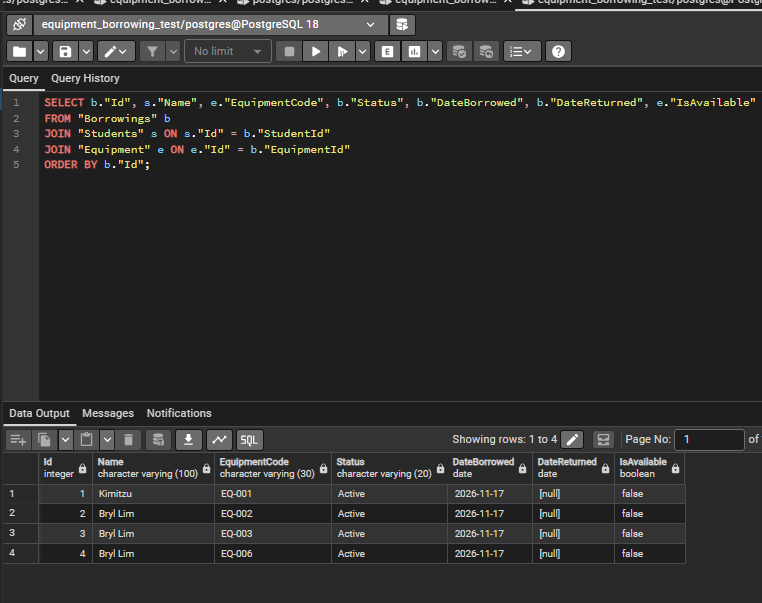 equipment_borrowing_test/postgres@PostgreSQL 18
No limit
Query Query History
1 SELECT b."Id", s."Name", e."EquipmentCode", b."Status", b."DateBorrowed", b."DateReturned", e."IsAvailable"
2 FROM "Borrowings" b
3 JOIN "Students" s ON s."Id" = b."StudentId"
4 JOIN "Equipment" e ON e."Id" = b."EquipmentId"
5 ORDER BY b."Id";
Data Output Messages Notifications
SQL Showing rows: 1 to 4 Page No: 1 of
Id Name EquipmentCode Status DateBorrowed DateReturned IsAvailable
integer character varying (100) character varying (30) character varying (20) date date boolean
1 1 Kimitzu EQ-001 Active 2026-11-17 [null] false
2 2 Bryl Lim EQ-002 Active 2026-11-17 [null] false
3 3 Bryl Lim EQ-003 Active 2026-11-17 [null] false
4 4 Bryl Lim EQ-006 Active 2026-11-17 [null] false